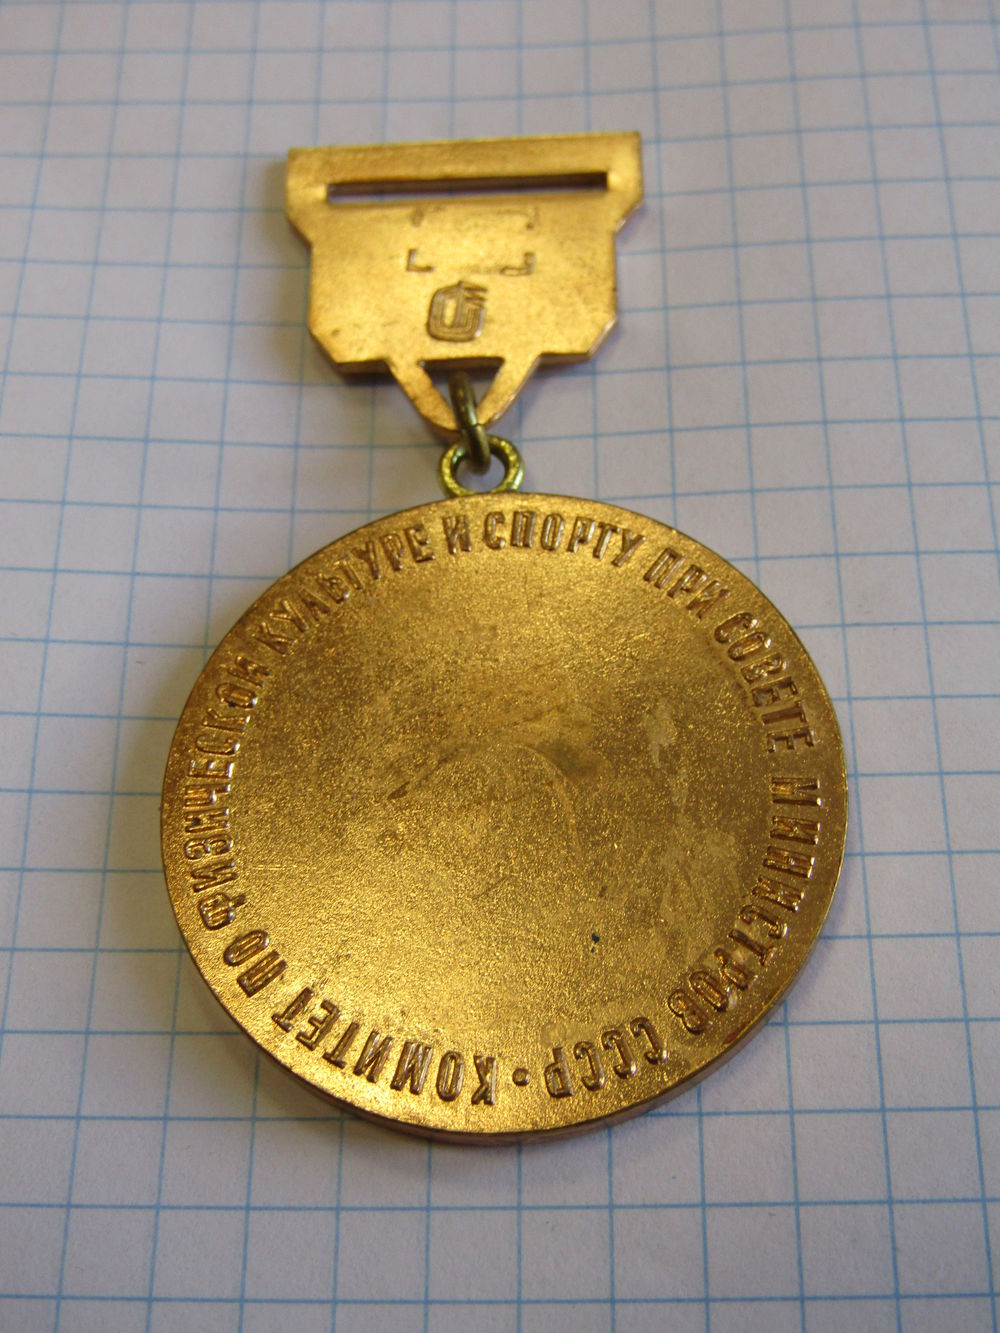 КОМИТЕТ ПО ФИЗИЧЕСКОЙ КУЛЬТУРЕ И СПОРТУ ПРИ СОВЕТЕ МИНИСТРОВ СССР •